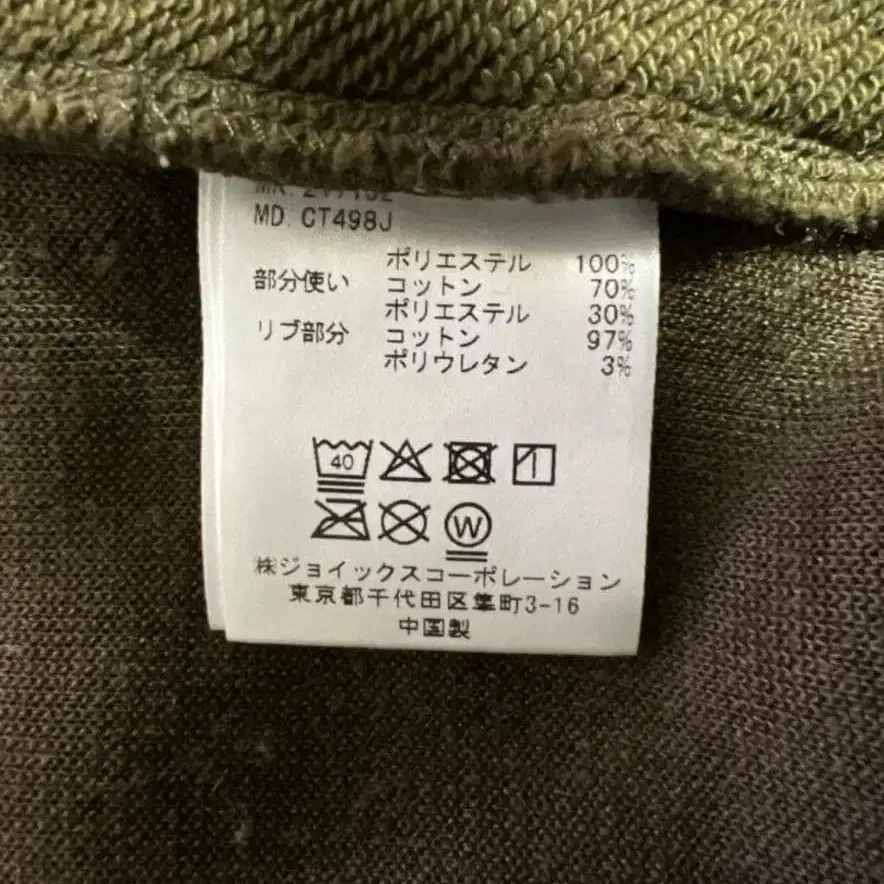 MD. CT498J
ポリエステル 100%
部分使い コットン 70%
ポリエステル 30%
リブ部分 コットン 97%
ポリウレタン 3%
40
W
㈱ジョイックスコーポレーション
東京都千代田区隼町3-16
中国製